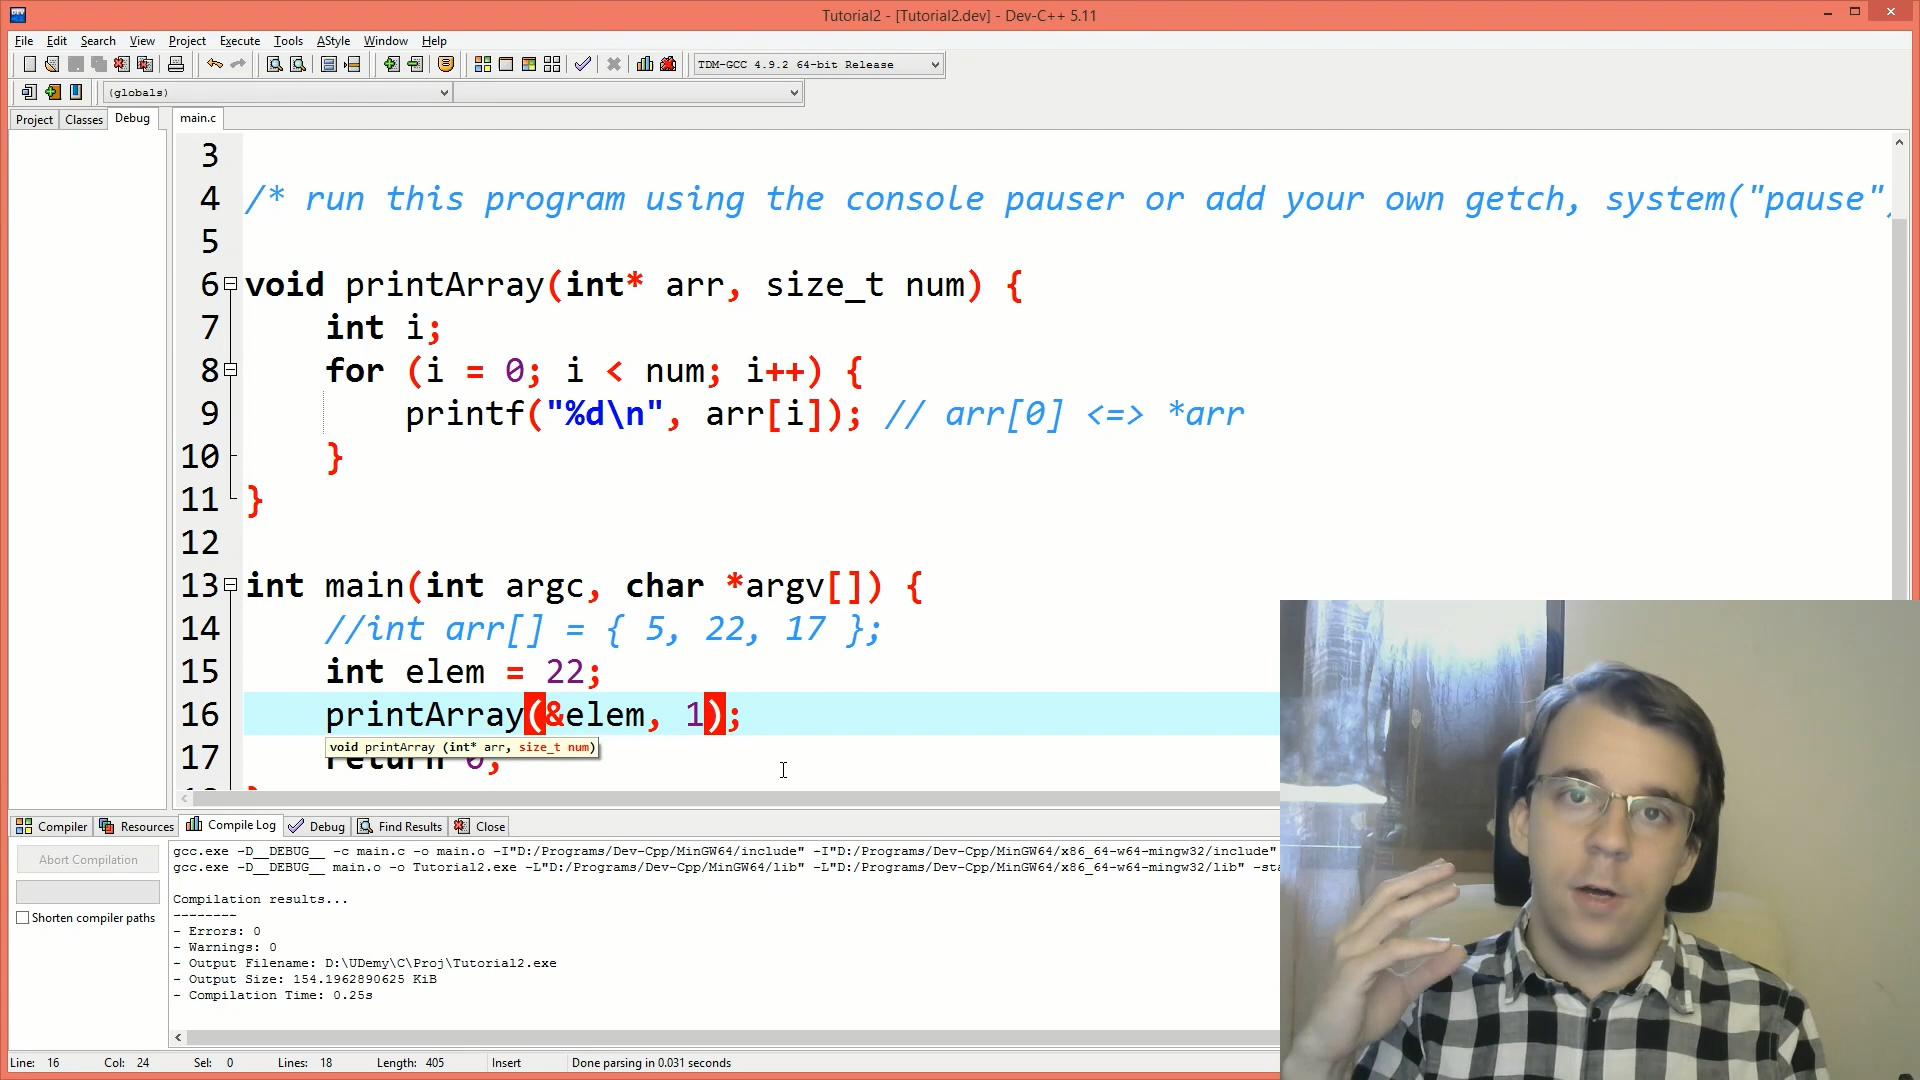 Tutorial2 - [Tutorial2.dev] - Dev-C++ 5.11
File Edit Search View Project Execute Tools AStyle Window Help
TDM-GCC 4.9.2 64-bit Release
(globals)
Project Classes Debug main.c
3
4 /* run this program using the console pauser or add your own getch, system("pause")
5
6 void printArray(int* arr, size_t num) {
7 int i;
8 for (i = 0; i < num; i++) {
9 printf("%d\n", arr[i]); // arr[0] <=> *arr
10 }
11 }
12
13 int main(int argc, char *argv[]) {
14 //int arr[] = { 5, 22, 17 };
15 int elem = 22;
16 printArray(&elem, 1);
void printArray (int* arr, size_t num)
17 return 0;
Compiler Resources Compile Log Debug Find Results Close
Abort Compilation
Shorten compiler paths
gcc.exe -D__DEBUG__ -c main.c -o main.o -I"D:/Programs/Dev-Cpp/MinGW64/include" -I"D:/Programs/Dev-Cpp/MinGW64/x86_64-w64-mingw32/include"
gcc.exe -D__DEBUG__ main.o -o Tutorial2.exe -L"D:/Programs/Dev-Cpp/MinGW64/lib" -L"D:/Programs/Dev-Cpp/MinGW64/x86_64-w64-mingw32/lib" -sta
Compilation results...
--------
- Errors: 0
- Warnings: 0
- Output Filename: D:\UDemy\C\Proj\Tutorial2.exe
- Output Size: 154.1962890625 KiB
- Compilation Time: 0.25s
Line: 16 Col: 24 Sel: 0 Lines: 18 Length: 405 Insert Done parsing in 0.031 seconds